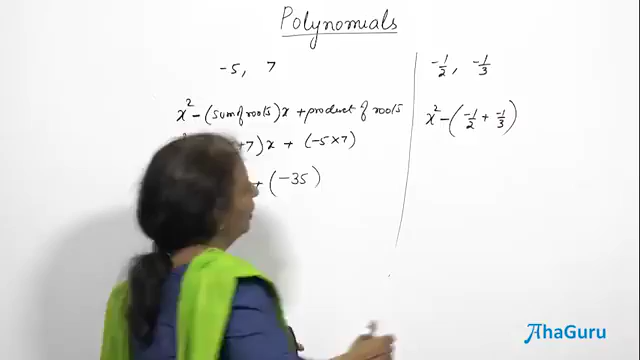 Polynomials
-5, 7
x² - (sum of roots) x + product of roots
+7) x + (-5 × 7)
+ (-35)
-1/2, -1/3
x² - (-1/2 + -1/3)
AhaGuru